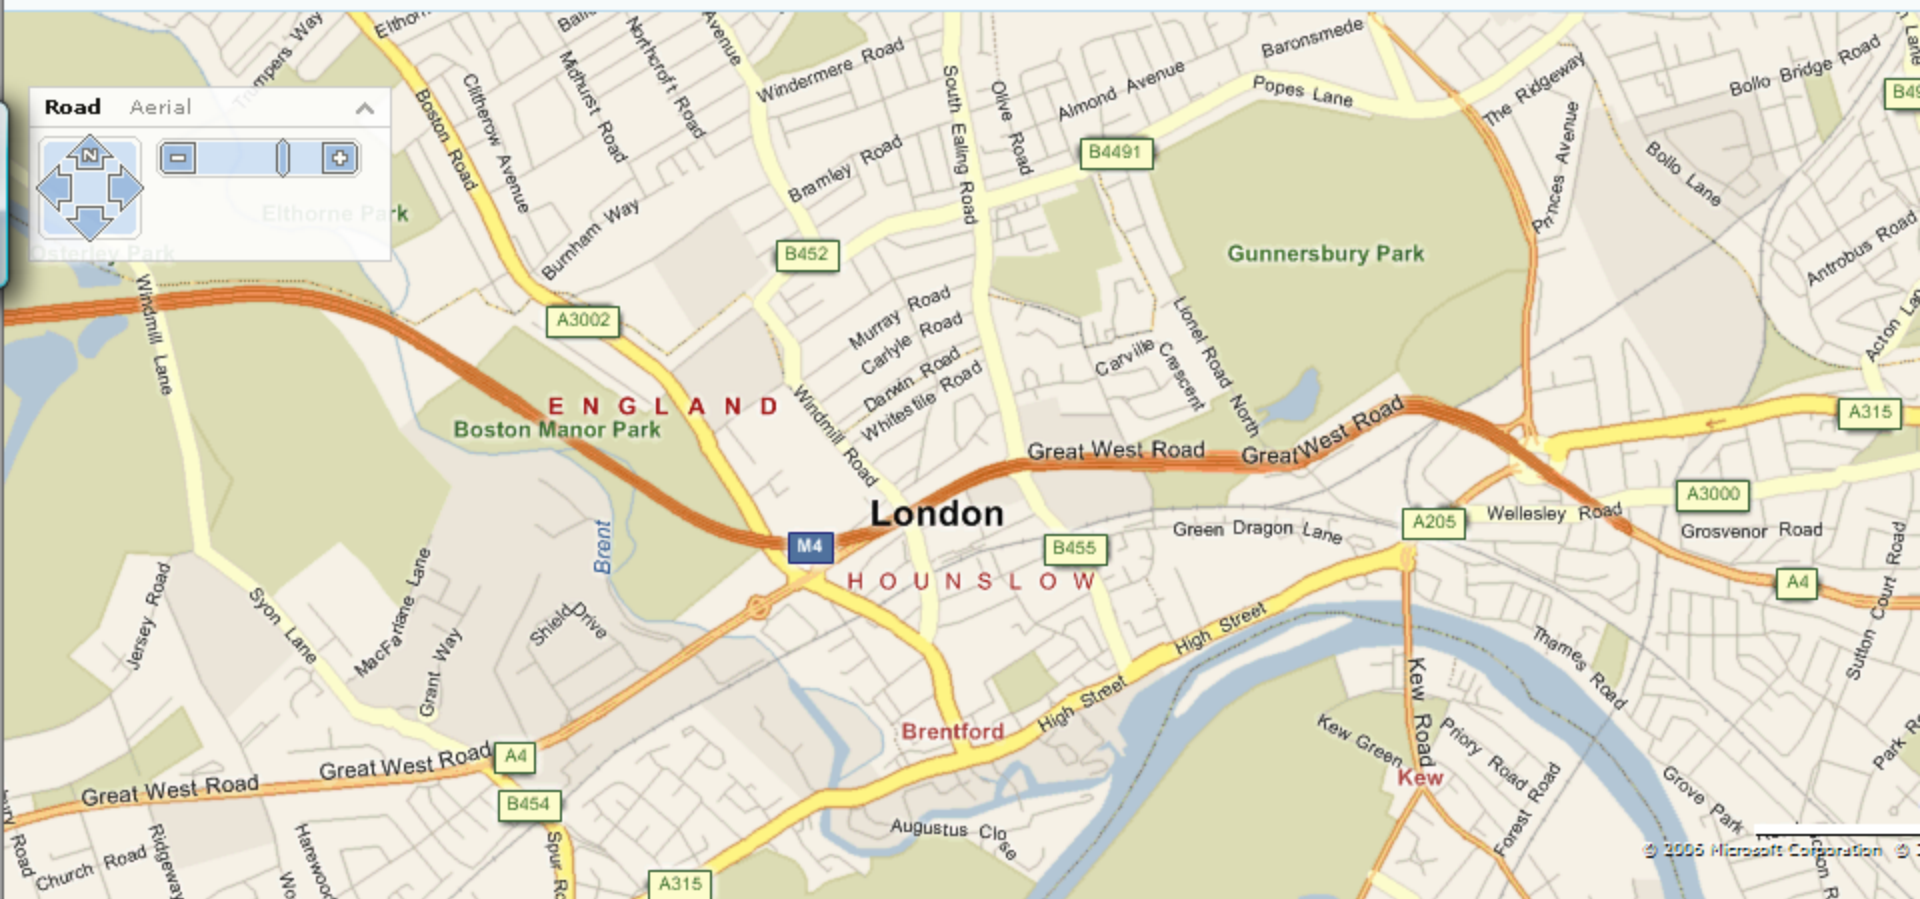 Trumpers Way
Elthorn
Northcroft Road
Avenue
Windermere Road
South Ealing Road
Olive Road
Almond Avenue
Baronsmede
Popes Lane
The Ridgeway
Bollo Bridge Road
Lane
B49
Road Aerial
N
Boston Road
Clitherow Avenue
Midhurst Road
B4491
Princes Avenue
Bollo Lane
Bramley Road
Elthorne Park
Burnham Way
Osterley Park
B452
Gunnersbury Park
Antrobus Road
Windmill Lane
A3002
Murray Road
Carlyle Road
Darwin Road
Whitestile Road
Carville
Crescent
Lionel Road North
Acton Lan
ENGLAND
Boston Manor Park
Windmill Road
Great West Road
Great West Road
A315
A3000
London
A205
Wellesley Road
Green Dragon Lane
Grosvenor Road
M4
B455
Brent
HOUNSLOW
A4
Sutton Court Road
Jersey Road
Syon Lane
MacFarlane Lane
Grant Way
Shield Drive
High Street
High Street
Thames Road
Kew Road
Brentford
Kew Green
Priory Road
Kew
Forest Road
Grove Park
Park R
Great West Road
Great West Road
A4
B454
Spur Ro
Augustus Clo
A315
Church Road
Ridgeway
Harewood
Wo
ury Road
© 2006 Microsoft Corporation ©